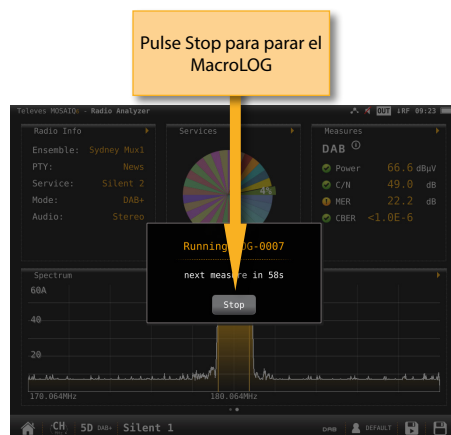 Pulse Stop para parar el
MacroLOG
Televes MOSAIQ6 - Radio Analyzer
OUT IRF 09:23
Radio Info
Ensemble: Sydney Mux1
PTY: News
Service: Silent 2
Mode: DAB+
Audio: Stereo
Services
4%
Measures
DAB
Power 66.6 dBµV
C/N 49.0 dB
MER 22.2 dB
CBER <1.0E-6
Running OG-0007
next measure in 58s
Stop
Spectrum
60A
40
20
170.064MHz 180.064MHz
CH 5D DAB+ Silent 1 DAB DEFAULT